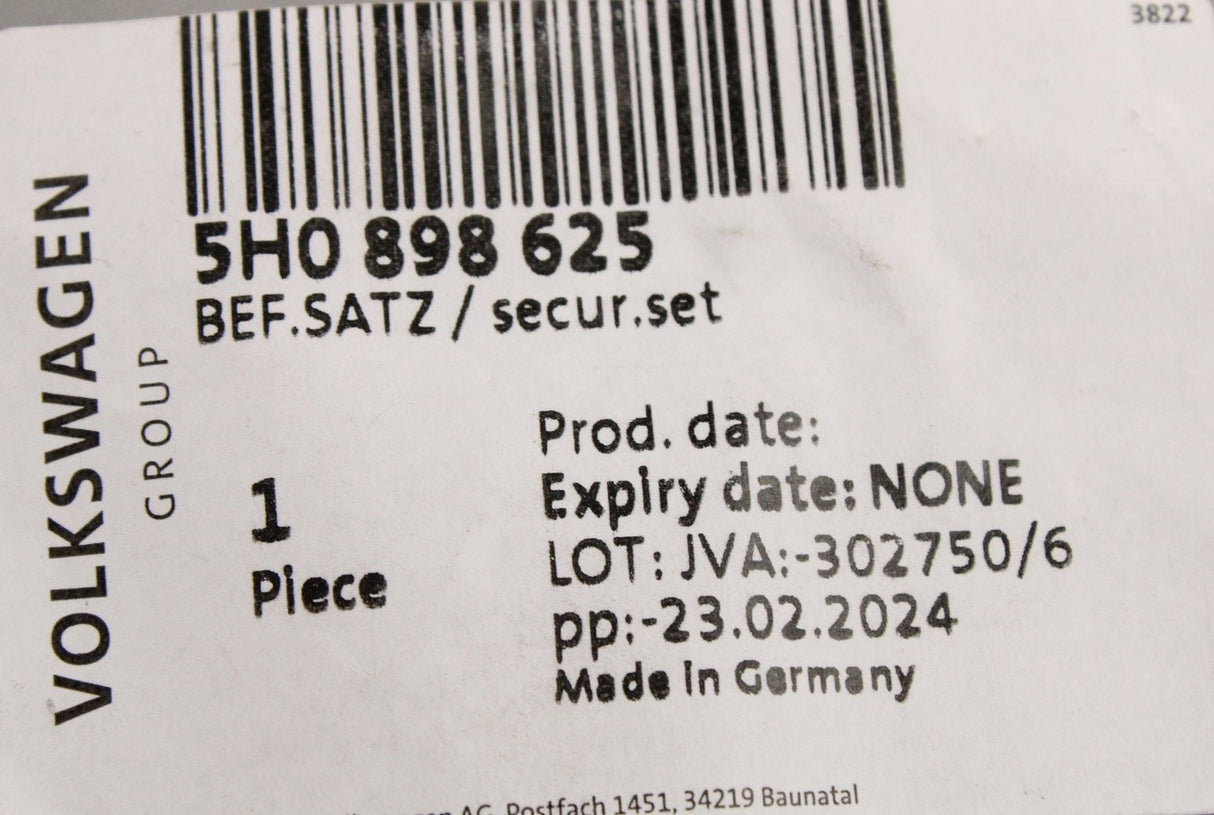 3822
VOLKSWAGEN
GROUP
5H0 898 625
BEF.SATZ / secur.set
1
Piece
Prod. date:
Expiry date: NONE
LOT: JVA:-302750/6
pp:-23.02.2024
Made in Germany
AG, Postfach 1451, 34219 Baunatal